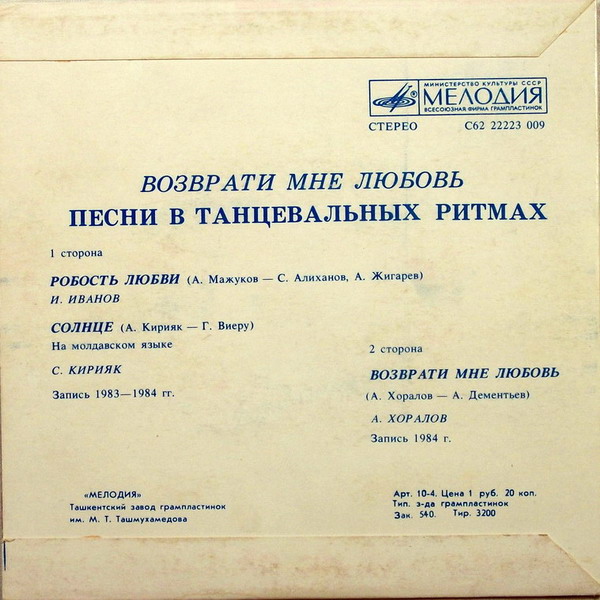 МИНИСТЕРСТВО КУЛЬТУРЫ СССР
МЕЛОДИЯ
ВСЕСОЮЗНАЯ ФИРМА ГРАМПЛАСТИНОК
СТЕРЕО С62 22223 009
ВОЗВРАТИ МНЕ ЛЮБОВЬ
ПЕСНИ В ТАНЦЕВАЛЬНЫХ РИТМАХ
1 сторона
РОБОСТЬ ЛЮБВИ (А. Мажуков — С. Алиханов, А. Жигарев)
И. ИВАНОВ
СОЛНЦЕ (А. Кирияк — Г. Виеру)
На молдавском языке
С. КИРИЯК
Запись 1983—1984 гг.
2 сторона
ВОЗВРАТИ МНЕ ЛЮБОВЬ
(А. Хоралов — А. Дементьев)
А. ХОРАЛОВ
Запись 1984 г.
«МЕЛОДИЯ»
Ташкентский завод грампластинок
им. М. Т. Ташмухамедова
Арт. 10-4. Цена 1 руб. 20 коп.
Тип. з-да грампластинок
Зак. 540. Тир. 3200